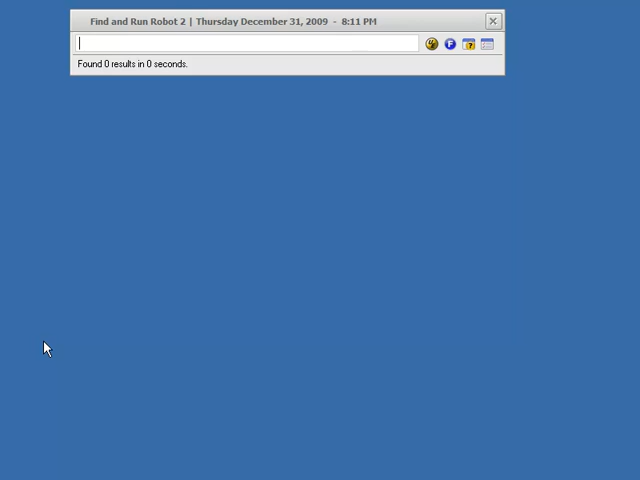 Find and Run Robot 2 | Thursday December 31, 2009 - 8:11 PM
F
?
Found 0 results in 0 seconds.